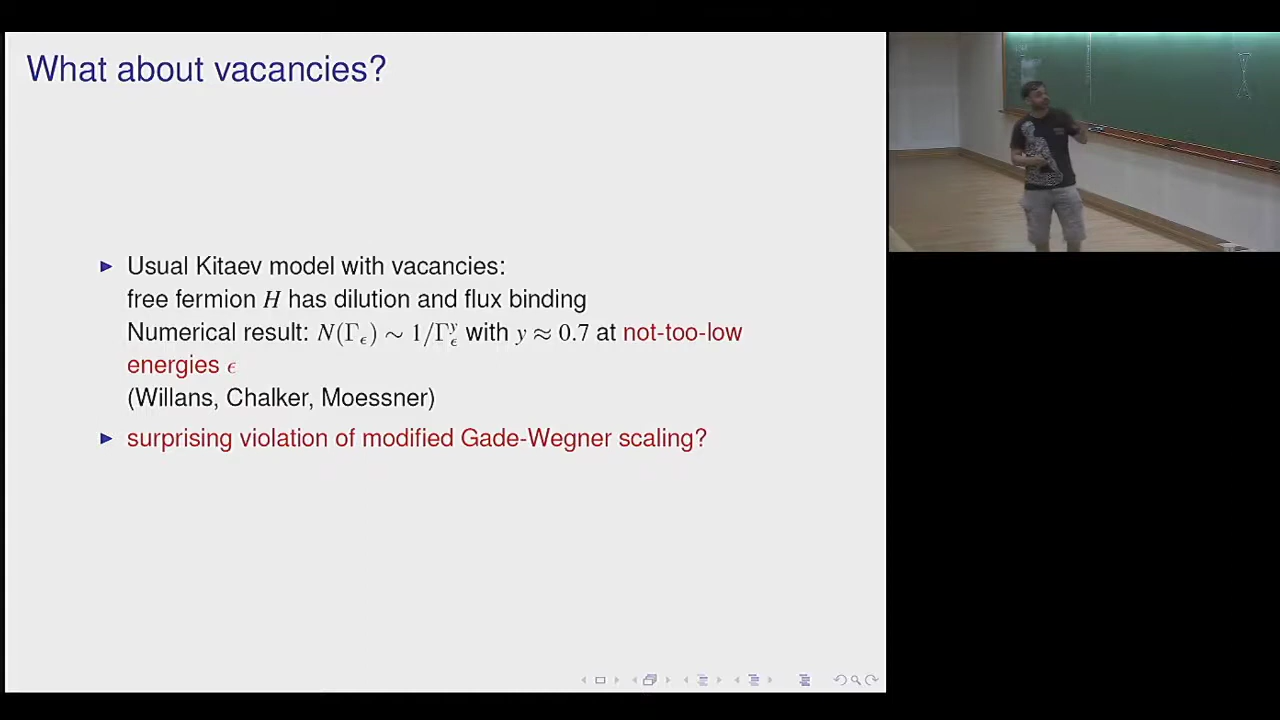 What about vacancies?
▶ Usual Kitaev model with vacancies:
free fermion H has dilution and flux binding
Numerical result: N(Γ_ϵ) ∼ 1/Γ_ϵ^y with y ≈ 0.7 at not-too-low
energies ϵ
(Willans, Chalker, Moessner)
▶ surprising violation of modified Gade-Wegner scaling?